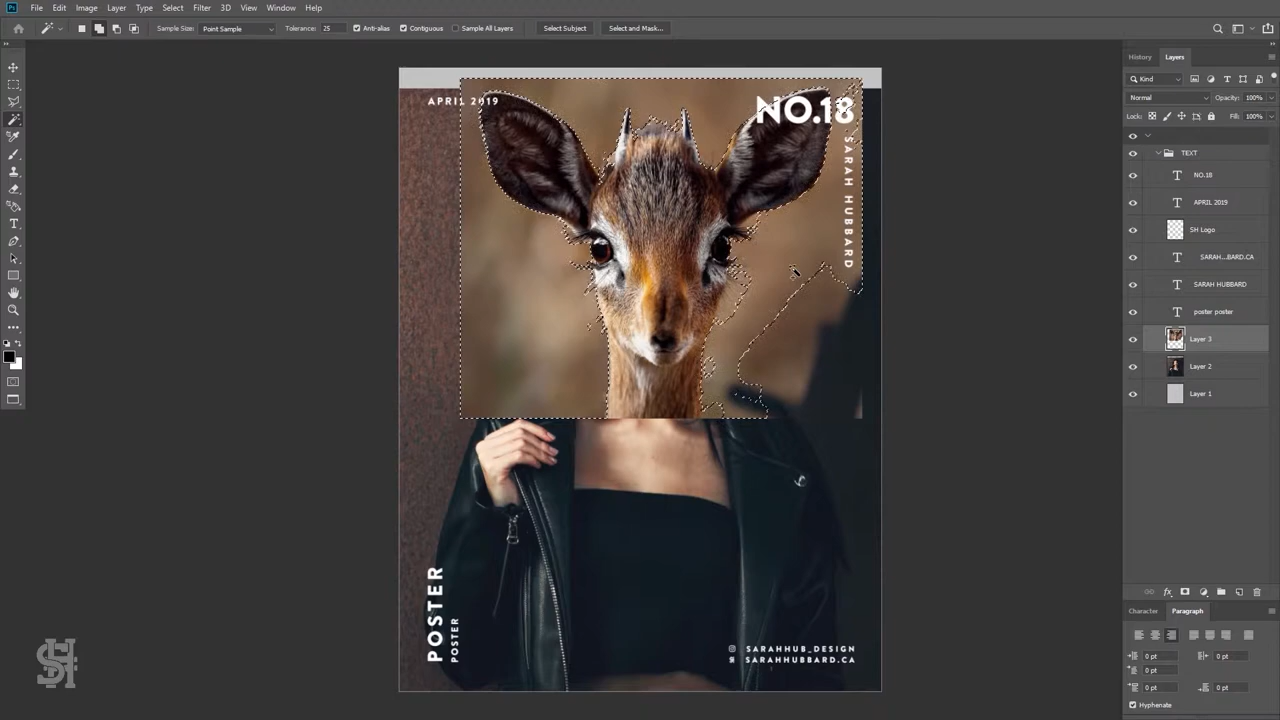 Ps File Edit Image Layer Type Select Filter 3D View Window Help
Sample Size: Point Sample Tolerance: 25 Anti-alias Contiguous Sample All Layers Select Subject Select and Mask...
History Layers
Kind
Normal Opacity: 100%
Lock: Fill: 100%
TEXT
NO.18
APRIL 2019
SH Logo
SARAH...BARD.CA
SARAH HUBBARD
poster poster
Layer 3
Layer 2
Layer 1
Character Paragraph
0 pt 0 pt
0 pt
0 pt 0 pt
Hyphenate
APRIL 2019
NO.18
SARAH HUBBARD
POSTER
POSTER
SARAHHUB_DESIGN
SARAHHUBBARD.CA
SH